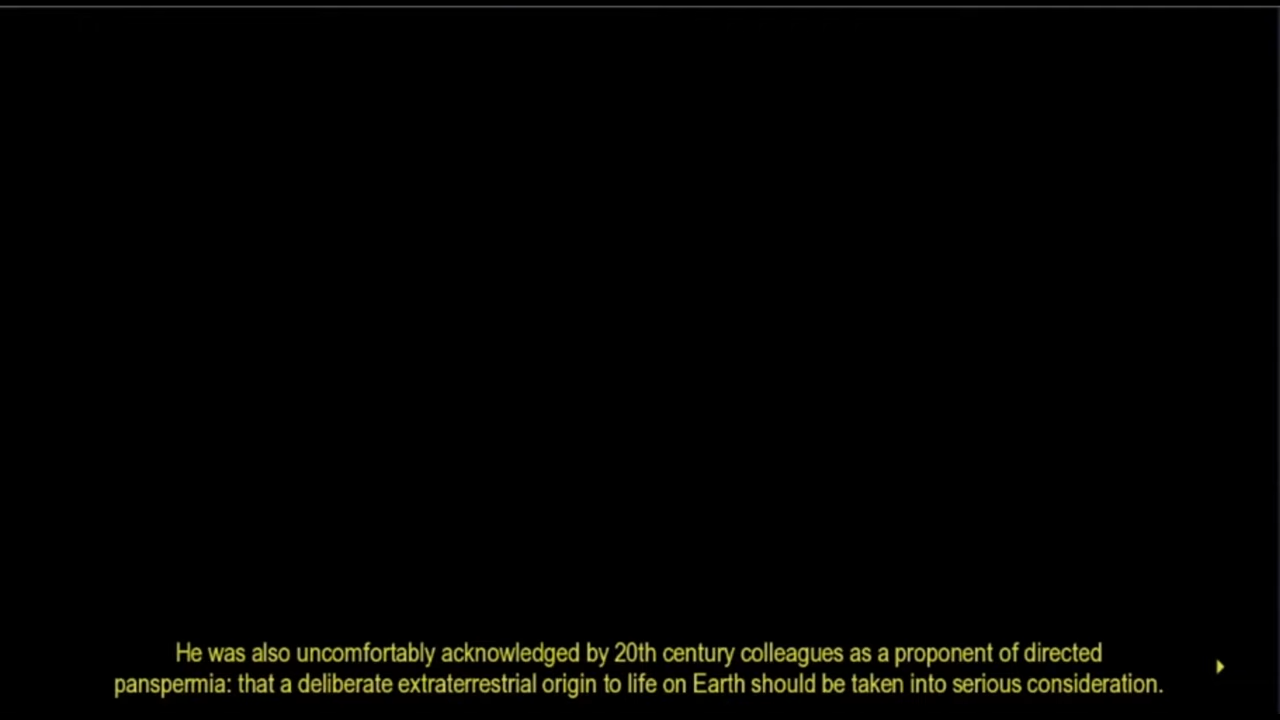 He was also uncomfortably acknowledged by 20th century colleagues as a proponent of directed
panspermia: that a deliberate extraterrestrial origin to life on Earth should be taken into serious consideration.